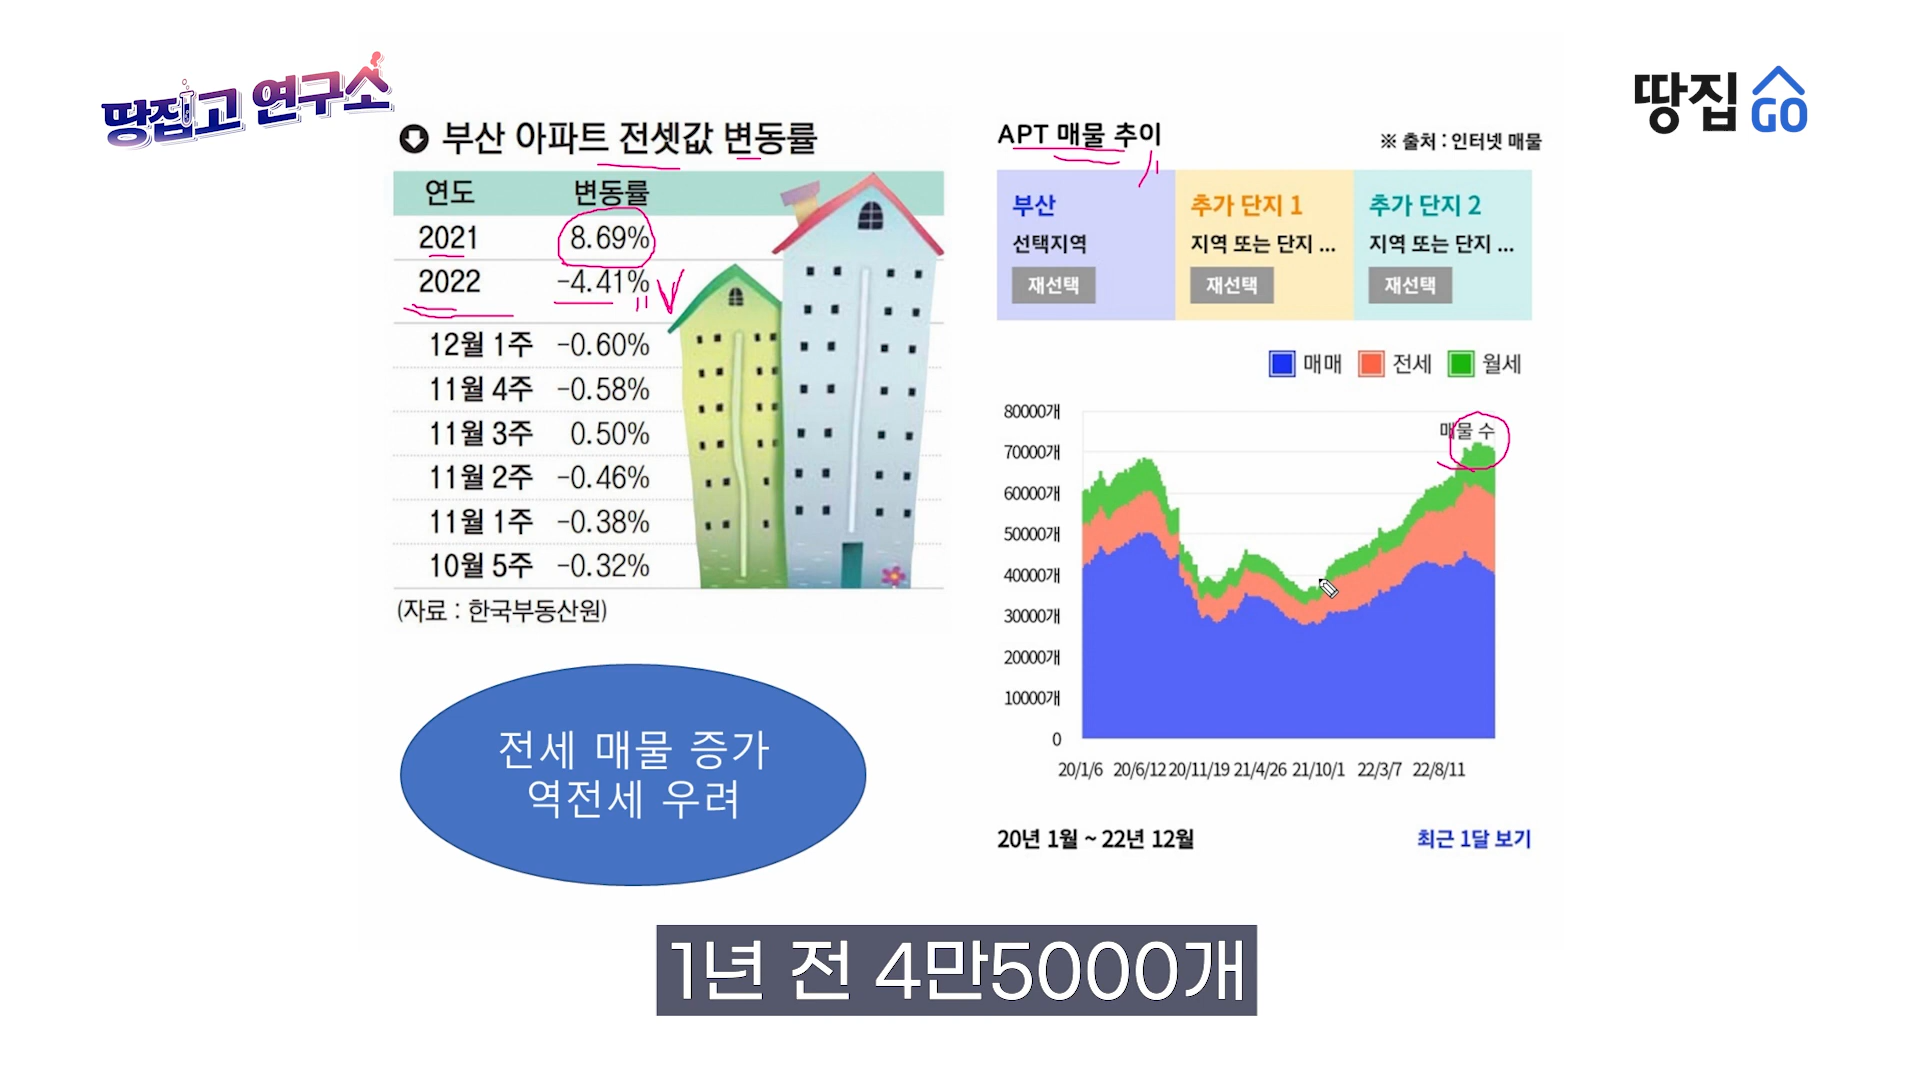 땅집고 연구소
땅집GO
부산 아파트 전셋값 변동률
연도 변동률
2021 8.69%
2022 -4.41%
12월 1주 -0.60%
11월 4주 -0.58%
11월 3주 0.50%
11월 2주 -0.46%
11월 1주 -0.38%
10월 5주 -0.32%
(자료 : 한국부동산원)
전세 매물 증가
역전세 우려
APT 매물 추이
※ 출처 : 인터넷 매물
부산
선택지역
재선택
추가 단지 1
지역 또는 단지 ...
재선택
추가 단지 2
지역 또는 단지 ...
재선택
매매 전세 월세
매물 수
80000개
70000개
60000개
50000개
40000개
30000개
20000개
10000개
0
20/1/6 20/6/12 20/11/19 21/4/26 21/10/1 22/3/7 22/8/11
20년 1월 ~ 22년 12월
최근 1달 보기
1년 전 4만5000개